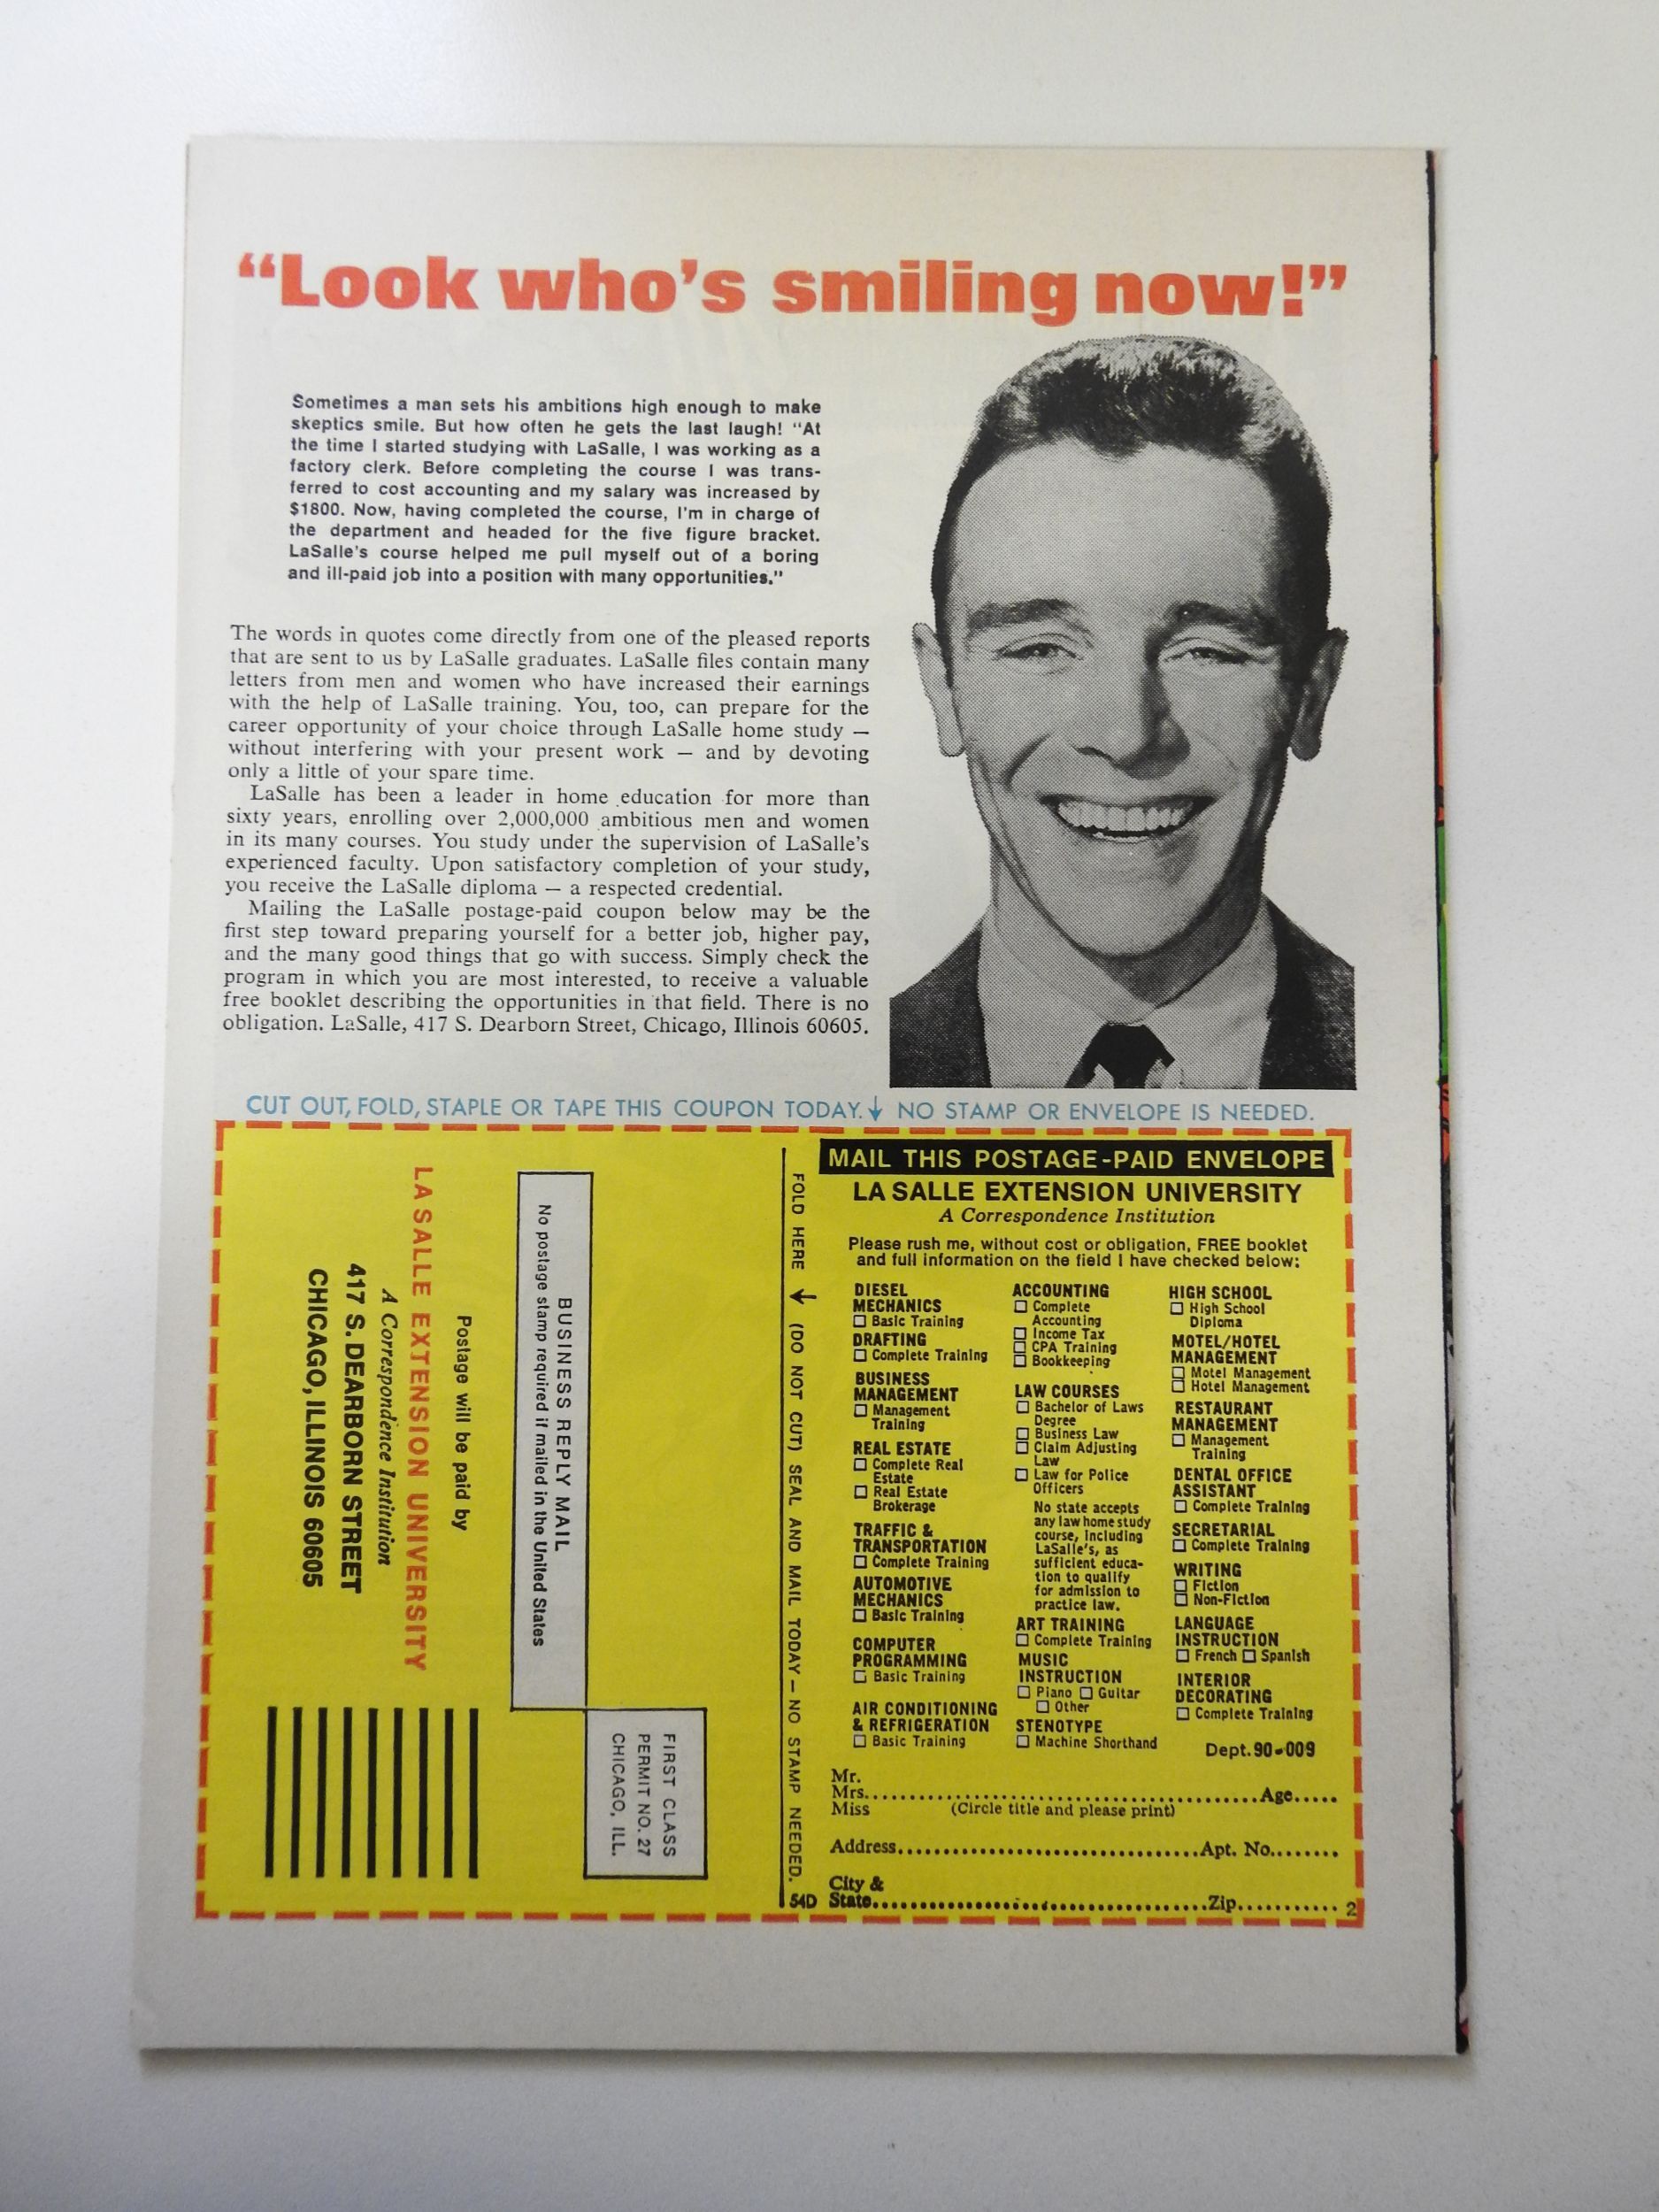 “Look who’s smiling now!”
Sometimes a man sets his ambitions high enough to make
skeptics smile. But how often he gets the last laugh! “At
the time I started studying with LaSalle, I was working as a
factory clerk. Before completing the course I was trans-
ferred to cost accounting and my salary was increased by
$1800. Now, having completed the course, I’m in charge of
the department and headed for the five figure bracket.
LaSalle’s course helped me pull myself out of a boring
and ill-paid job into a position with many opportunities.”
The words in quotes come directly from one of the pleased reports
that are sent to us by LaSalle graduates. LaSalle files contain many
letters from men and women who have increased their earnings
with the help of LaSalle training. You, too, can prepare for the
career opportunity of your choice through LaSalle home study —
without interfering with your present work — and by devoting
only a little of your spare time.
LaSalle has been a leader in home education for more than
sixty years, enrolling over 2,000,000 ambitious men and women
in its many courses. You study under the supervision of LaSalle’s
experienced faculty. Upon satisfactory completion of your study,
you receive the LaSalle diploma — a respected credential.
Mailing the LaSalle postage-paid coupon below may be the
first step toward preparing yourself for a better job, higher pay,
and the many good things that go with success. Simply check the
program in which you are most interested, to receive a valuable
free booklet describing the opportunities in that field. There is no
obligation. LaSalle, 417 S. Dearborn Street, Chicago, Illinois 60605.
CUT OUT, FOLD, STAPLE OR TAPE THIS COUPON TODAY. ↓ NO STAMP OR ENVELOPE IS NEEDED.
FIRST CLASS
PERMIT NO. 27
CHICAGO, ILL.
BUSINESS REPLY MAIL
No postage stamp required if mailed in the United States
Postage will be paid by
LA SALLE EXTENSION UNIVERSITY
A Correspondence Institution
417 S. DEARBORN STREET
CHICAGO, ILLINOIS 60605
FOLD HERE → (DO NOT CUT) SEAL AND MAIL TODAY — NO STAMP NEEDED.
54D
MAIL THIS POSTAGE-PAID ENVELOPE
LA SALLE EXTENSION UNIVERSITY
A Correspondence Institution
Please rush me, without cost or obligation, FREE booklet
and full information on the field I have checked below:
DIESEL
MECHANICS
☐ Basic Training
DRAFTING
☐ Complete Training
BUSINESS
MANAGEMENT
☐ Management
Training
REAL ESTATE
☐ Complete Real
Estate
☐ Real Estate
Brokerage
TRAFFIC &
TRANSPORTATION
☐ Complete Training
AUTOMOTIVE
MECHANICS
☐ Basic Training
COMPUTER
PROGRAMMING
☐ Basic Training
AIR CONDITIONING
& REFRIGERATION
☐ Basic Training
ACCOUNTING
☐ Complete
Accounting
☐ Income Tax
☐ CPA Training
☐ Bookkeeping
LAW COURSES
☐ Bachelor of Laws
Degree
☐ Business Law
☐ Claim Adjusting
Law
☐ Law for Police
Officers
No state accepts
any law home study
course, including
LaSalle’s, as
sufficient educa-
tion to qualify
for admission to
practice law.
ART TRAINING
☐ Complete Training
MUSIC
INSTRUCTION
☐ Piano ☐ Guitar
☐ Other
STENOTYPE
☐ Machine Shorthand
HIGH SCHOOL
☐ High School
Diploma
MOTEL/HOTEL
MANAGEMENT
☐ Motel Management
☐ Hotel Management
RESTAURANT
MANAGEMENT
☐ Management
Training
DENTAL OFFICE
ASSISTANT
☐ Complete Training
SECRETARIAL
☐ Complete Training
WRITING
☐ Fiction
☐ Non-Fiction
LANGUAGE
INSTRUCTION
☐ French ☐ Spanish
INTERIOR
DECORATING
☐ Complete Training
Dept. 90-009
Mr.
Mrs. Age
Miss (Circle title and please print)
Address Apt. No.
City &
State Zip 2